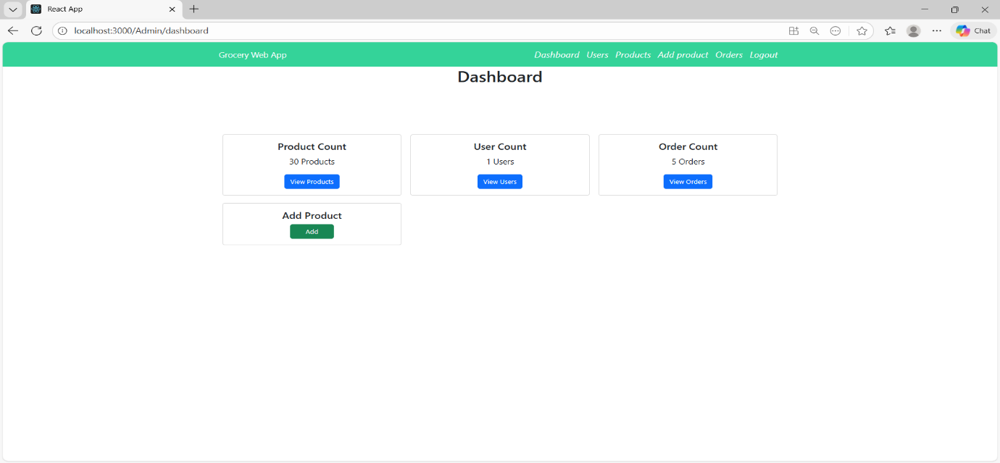 React App
localhost:3000/Admin/dashboard
Chat
Grocery Web App
Dashboard Users Products Add product Orders Logout
Dashboard
Product Count
30 Products
View Products
User Count
1 Users
View Users
Order Count
5 Orders
View Orders
Add Product
Add